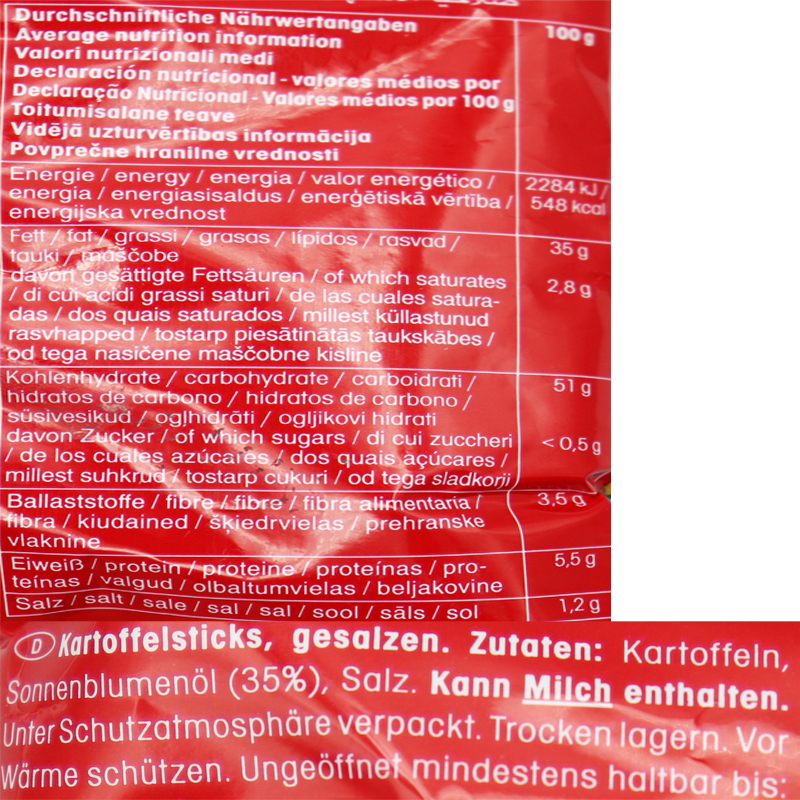 Durchschnittliche Nährwertangaben
Average nutrition information
Valori nutrizionali medi
Declaración nutricional - valores médios por
Declaração Nutricional - Valores médios por 100 g
Toitumisalane teave
Vidējā uzturvērtības informācija
Povprečne hranilne vrednosti
100 g
Energie / energy / energia / valor energético /
energia / energiasisaldus / enerģētiskā vērtība /
energijska vrednost
2284 kJ /
548 kcal
Fett / fat / grassi / grasas / lípidos / rasvad /
tauki / maščobe
35 g
davon gesättigte Fettsäuren / of which saturates
/ di cui acidi grassi saturi / de las cuales satura-
das / dos quais saturados / millest küllastunud
rasvhapped / tostarp piesātinātās taukskābes /
od tega nasičene maščobne kisline
2,8 g
Kohlenhydrate / carbohydrate / carboidrati /
hidratos de carbono / hidratos de carbono /
süsivesikud / ogļhidrāti / ogljikovi hidrati
51 g
davon Zucker / of which sugars / di cui zuccheri
/ de los cuales azúcares / dos quais açúcares /
millest suhkrud / tostarp cukuri / od tega sladkorji
< 0,5 g
Ballaststoffe / fibre / fibre / fibra alimentaria /
fibra / kiudained / šķiedrvielas / prehranske
vlaknine
3,5 g
Eiweiß / protein / proteine / proteínas / pro-
teínas / valgud / olbaltumvielas / beljakovine
5,5 g
Salz / salt / sale / sal / sal / sool / sāls / sol
1,2 g
D Kartoffelsticks, gesalzen. Zutaten: Kartoffeln,
Sonnenblumenöl (35%), Salz. Kann Milch enthalten.
Unter Schutzatmosphäre verpackt. Trocken lagern. Vor
Wärme schützen. Ungeöffnet mindestens haltbar bis: